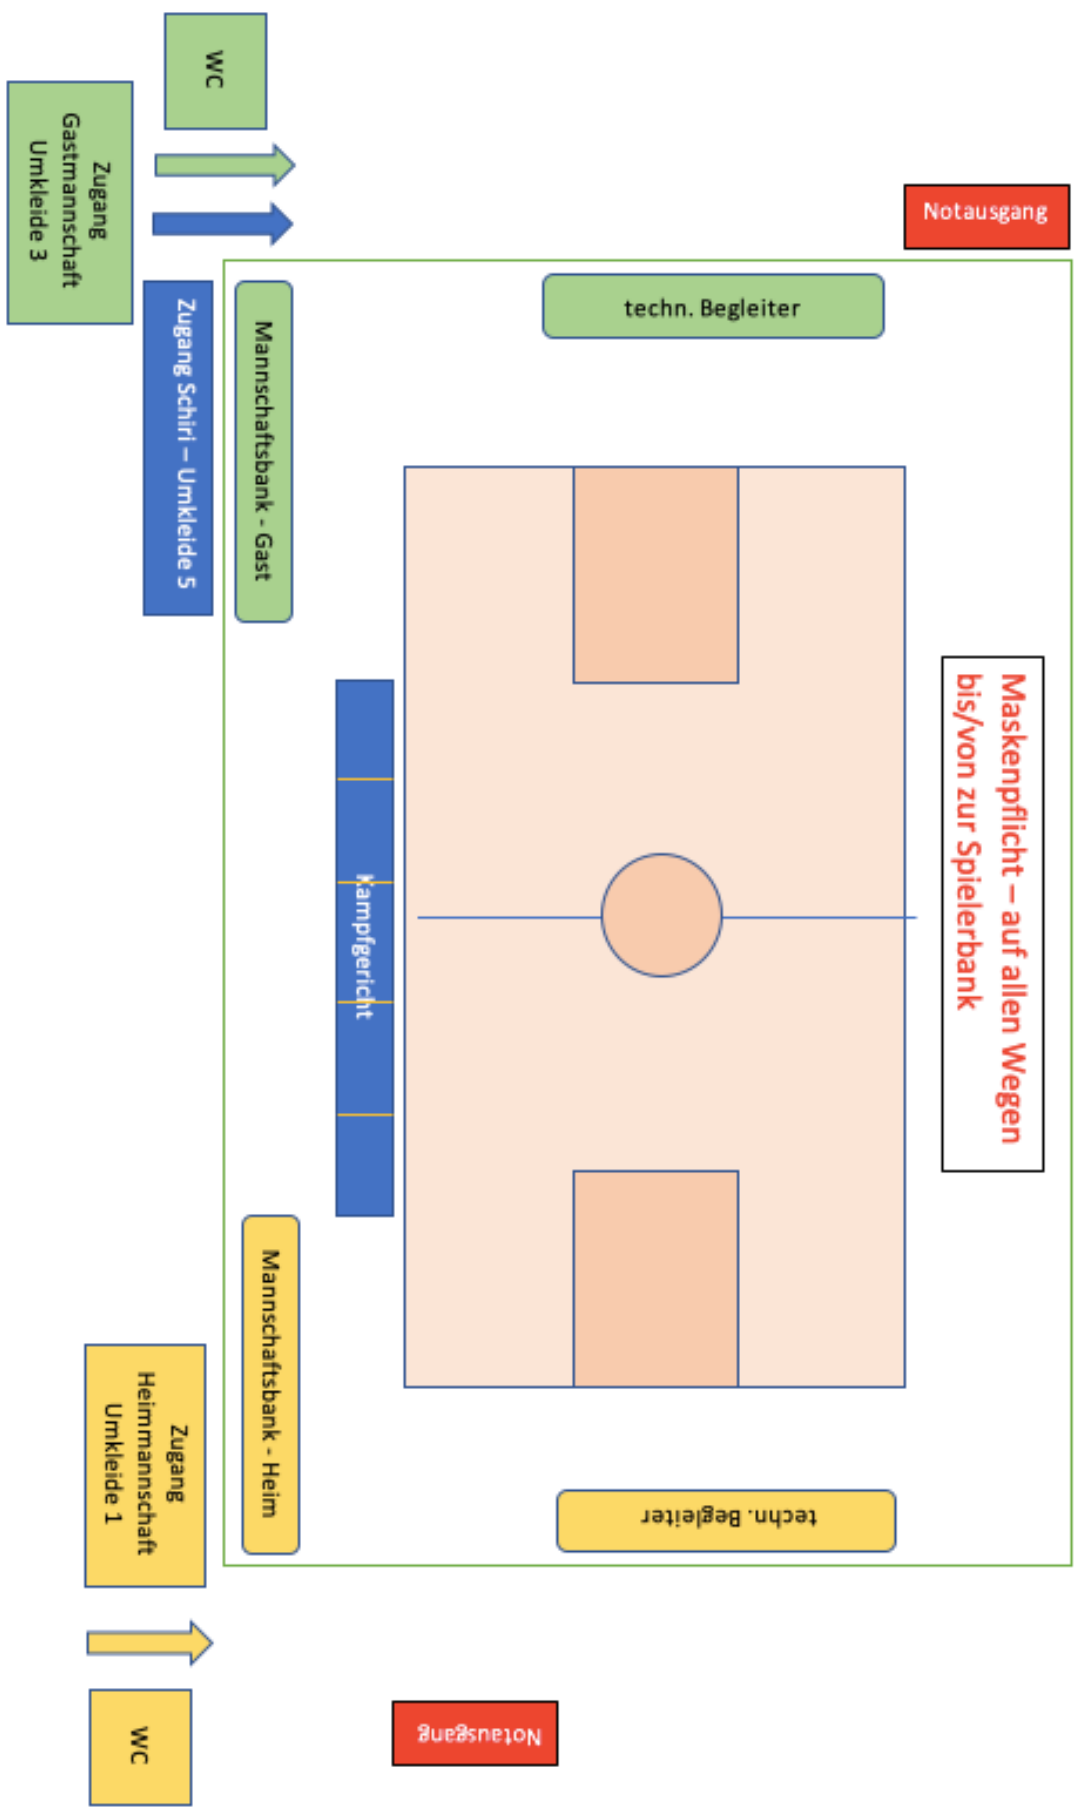 WC
Zugang
Gastmannschaft
Umkleide 3
Notausgang
techn. Begleiter
Zugang Schiri – Umkleide 5
Mannschaftsbank - Gast
Maskenpflicht – auf allen Wegen
bis/von zur Spielerbank
Kampfgericht
Mannschaftsbank - Heim
Zugang
Heimmannschaft
Umkleide 1
techn. Begleiter
WC
Notausgang